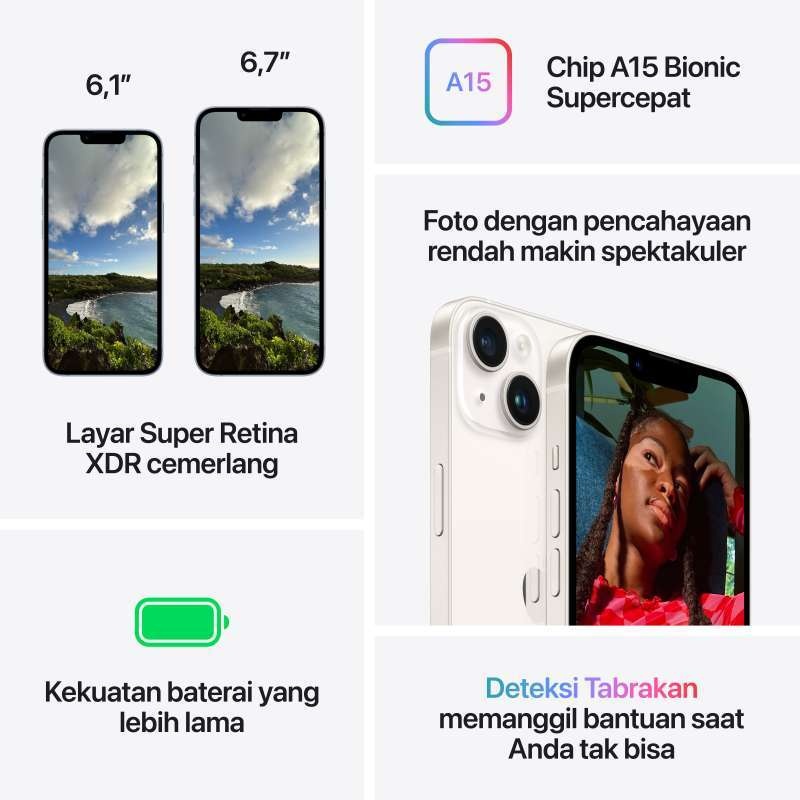 6,1”
6,7”
Layar Super Retina
XDR cemerlang
Chip A15 Bionic
Supercepat
A15
Foto dengan pencahayaan
rendah makin spektakuler
Kekuatan baterai yang
lebih lama
Deteksi Tabrakan
memanggil bantuan saat
Anda tak bisa